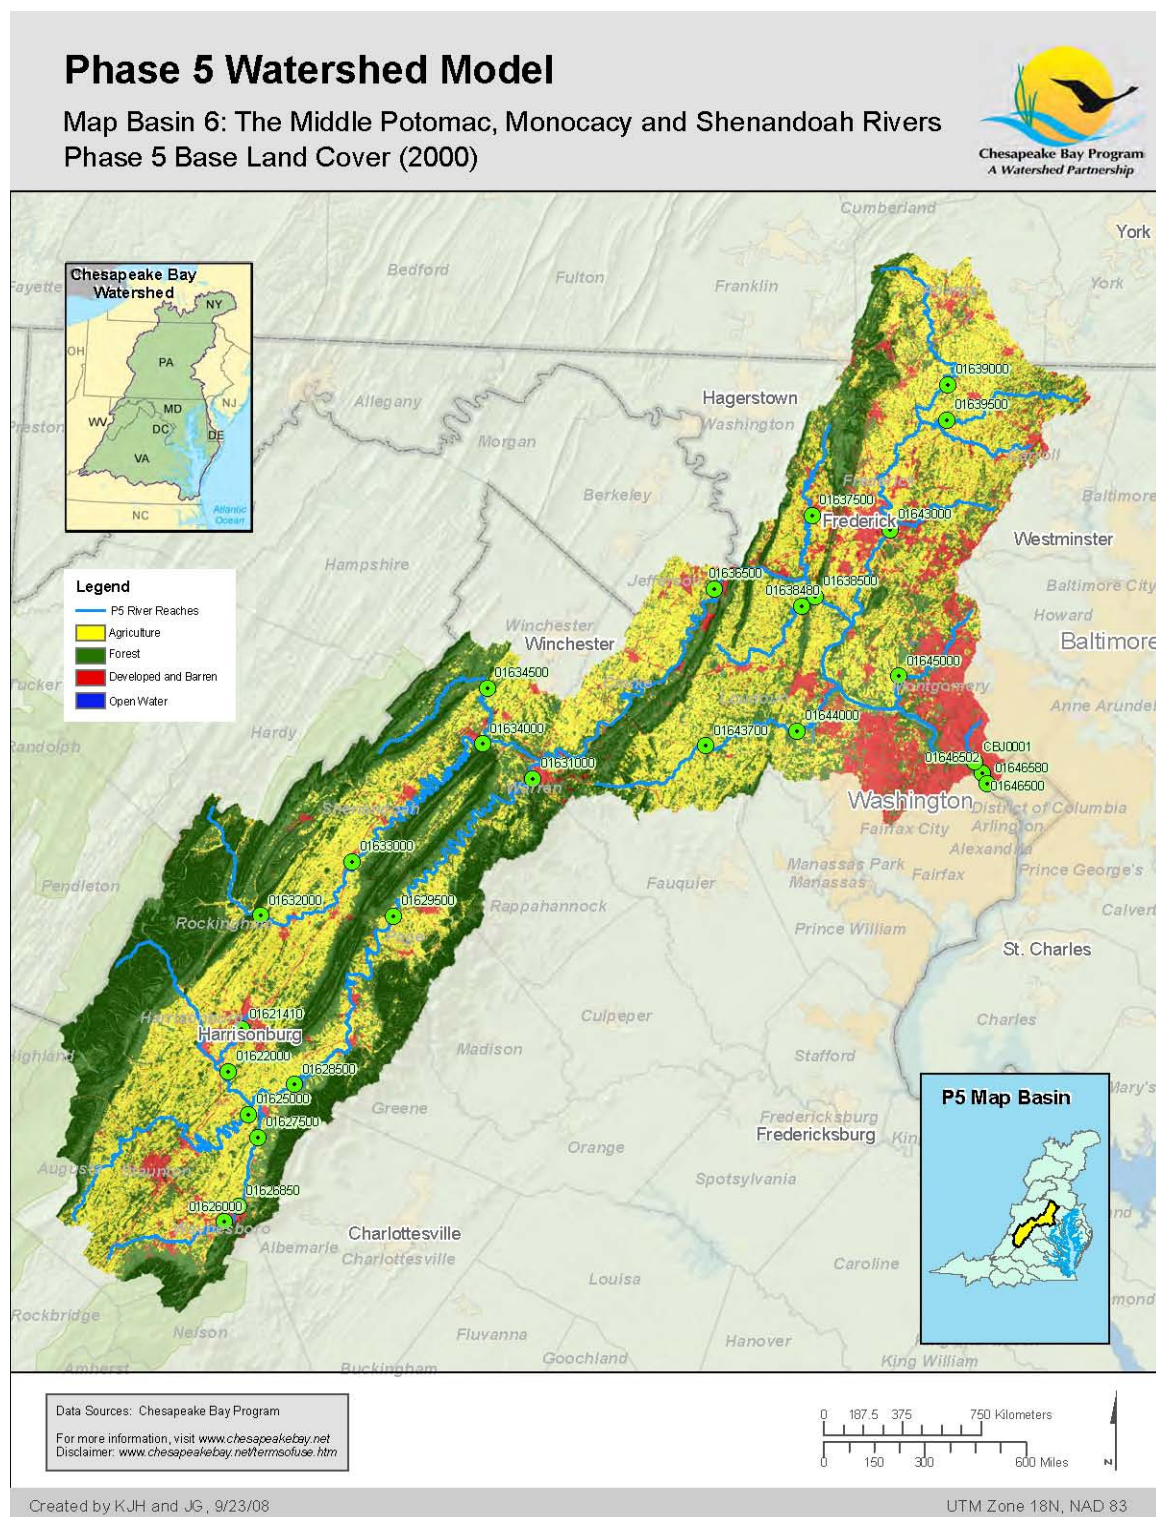 Phase 5 Watershed Model
Map Basin 6: The Middle Potomac, Monocacy and Shenandoah Rivers
Phase 5 Base Land Cover (2000)
Chesapeake Bay Program
A Watershed Partnership
Cumberland
York
Bedford
Fulton
Franklin
York
Chesapeake Bay
Watershed
NY
OH
PA
NJ
WV
MD
DC
DE
VA
NC
Atlantic
Ocean
01639000
Hagerstown
Washington
01639500
Allegany
Morgan
Berkeley
01637500
Frederick
01643000
Baltimore
Westminster
Hampshire
01636500
01638500
01638480
Baltimore City
Howard
Baltimore
Legend
P5 River Reaches
Agriculture
Forest
Developed and Barren
Open Water
Winchester
Winchester
01634500
01645000
Montgomery
Anne Arundel
01644000
01643700
Hardy
Randolph
01634000
01631000
Warren
CBJ0001
01646502
01646580
01646500
Washington
District of Columbia
Fairfax City
Arlington
Alexandria
Shenandoah
01633000
Manassas Park
Manassas
Fairfax
Prince George's
Pendleton
Fauquier
01632000
Rockingham
01629500
Rappahannock
Prince William
St. Charles
01621410
Harrisonburg
Culpeper
Charles
01622000
Madison
Stafford
01628500
01625000
01627500
Greene
Fredericksburg
Fredericksburg
Orange
Spotsylvania
P5 Map Basin
01626850
01626000
Albemarle
Charlottesville
Charlottesville
Louisa
Caroline
Rockbridge
Nelson
Fluvanna
Goochland
Hanover
King William
Amherst
Buckingham
Data Sources: Chesapeake Bay Program
For more information, visit www.chesapeakebay.net
Disclaimer: www.chesapeakebay.net/termsofuse.htm
0 187.5 375 750 Kilometers
0 150 300 600 Miles
N
Created by KJH and JG, 9/23/08
UTM Zone 18N, NAD 83